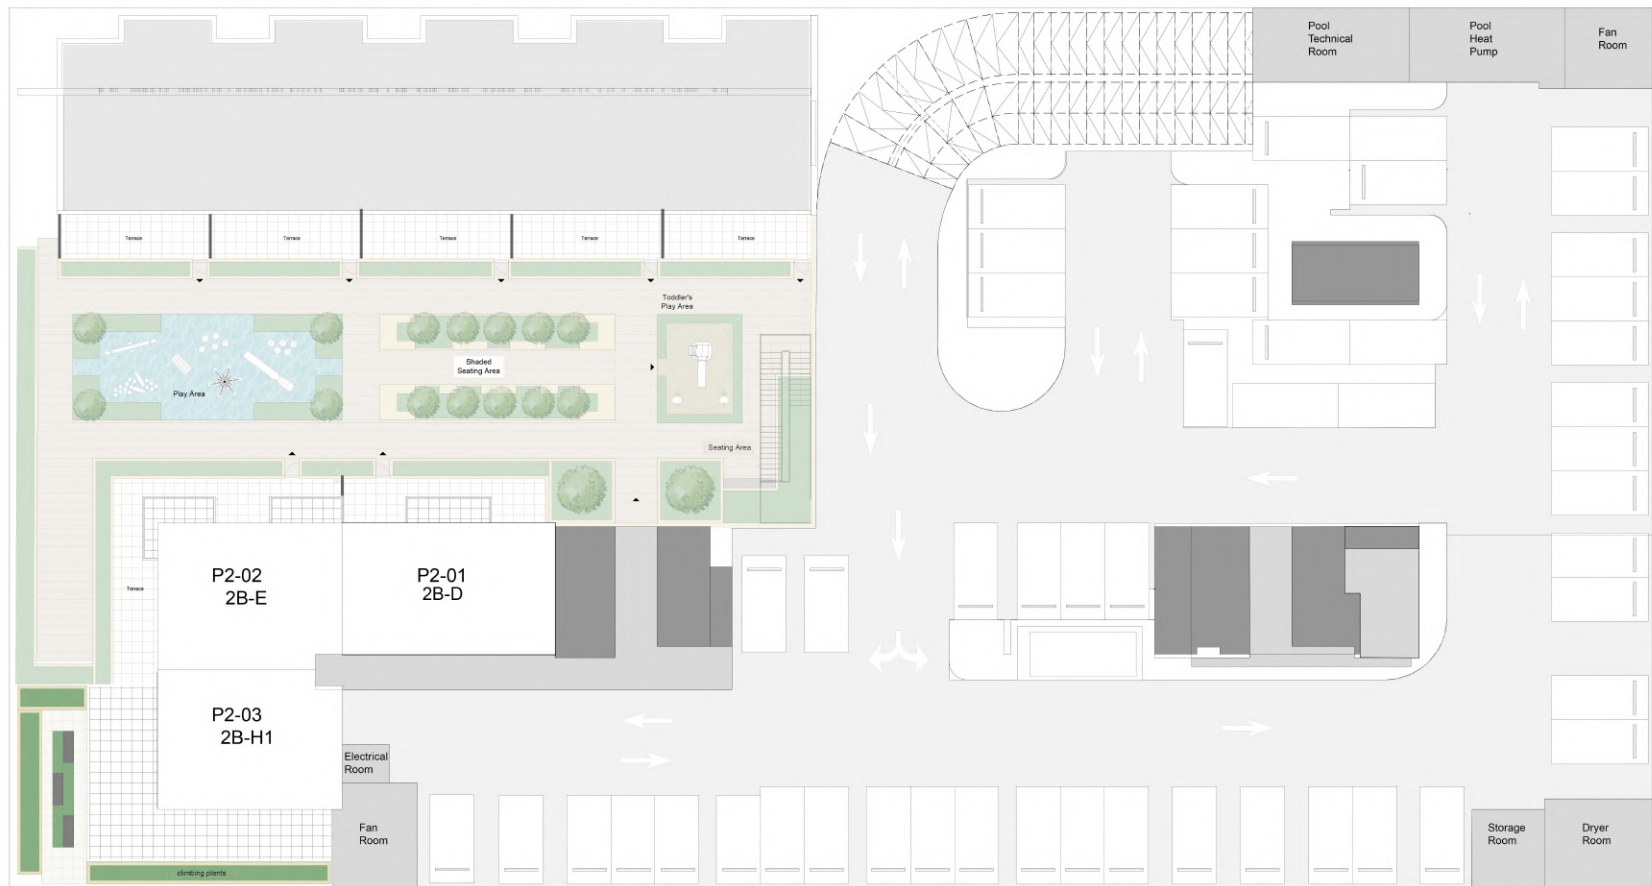 Pool
Technical
Room
Pool
Heat
Pump
Fan
Room
Terrace
Terrace
Terrace
Terrace
Terrace
Toddler's
Play Area
Shaded
Seating Area
Play Area
Seating Area
P2-02
2B-E
P2-01
2B-D
Terrace
P2-03
2B-H1
Electrical
Room
Fan
Room
Storage
Room
Dryer
Room
climbing plants